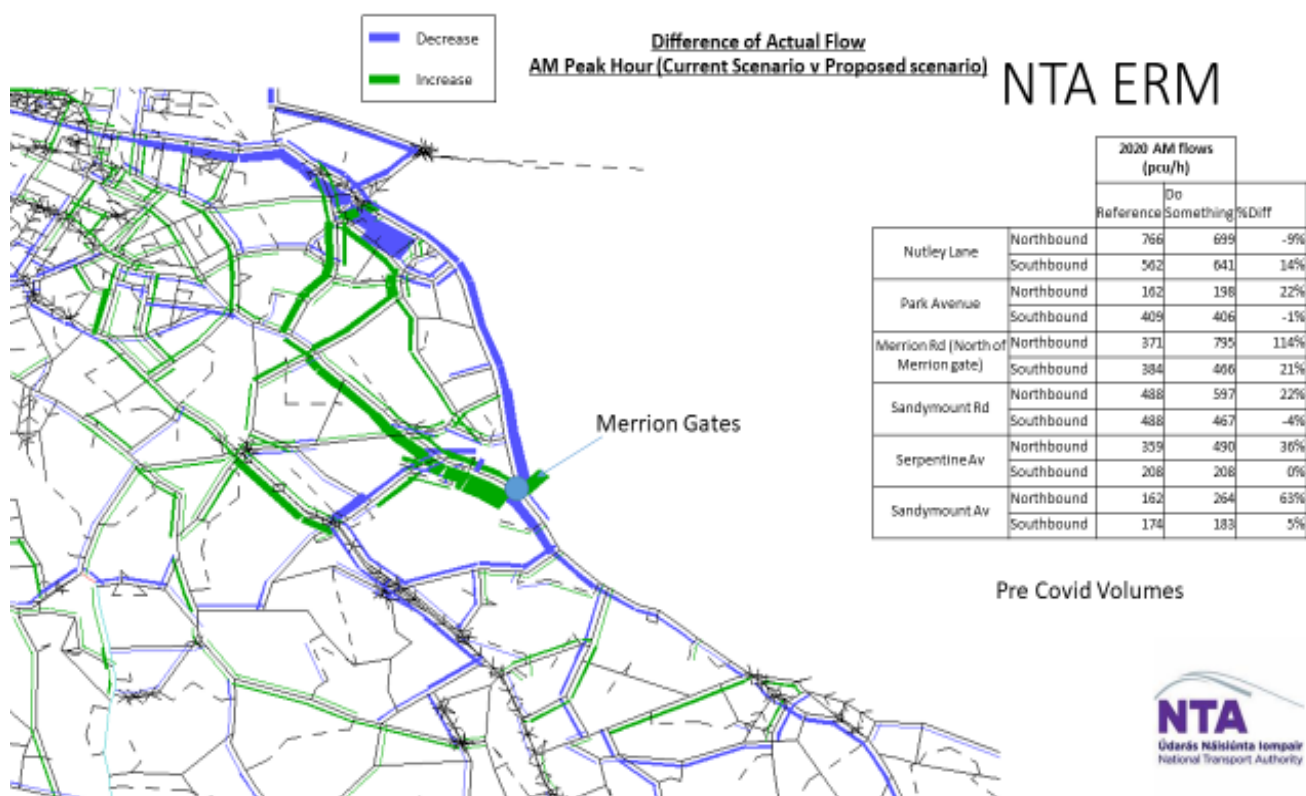 Decrease
Increase
Difference of Actual Flow
AM Peak Hour (Current Scenario v Proposed scenario)
NTA ERM
2020 AM flows
(pcu/h)
Reference Do Something %Diff
Nutley Lane Northbound 766 699 -9%
Southbound 562 641 14%
Park Avenue Northbound 162 198 22%
Southbound 409 406 -1%
Merrion Rd (North of Merrion gate) Northbound 371 795 114%
Southbound 384 466 21%
Sandymount Rd Northbound 488 597 22%
Southbound 488 467 -4%
Serpentine Av Northbound 359 490 36%
Southbound 208 208 0%
Sandymount Av Northbound 162 264 63%
Southbound 174 183 5%
Merrion Gates
Pre Covid Volumes
NTA
Údarás Náisiúnta Iompair
National Transport Authority